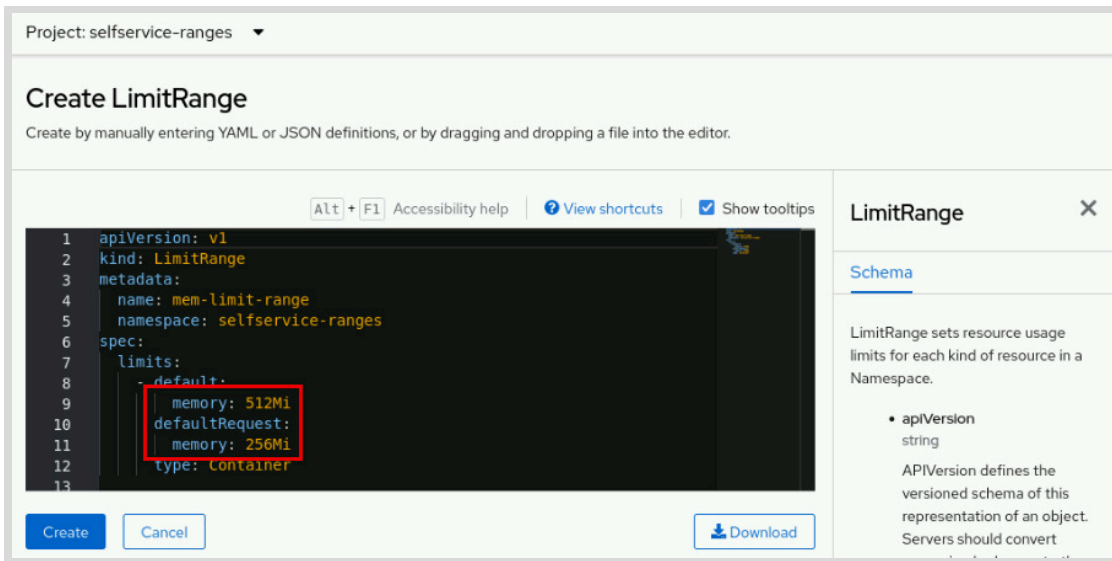 Project: selfservice-ranges
Create LimitRange
Create by manually entering YAML or JSON definitions, or by dragging and dropping a file into the editor.
Alt + F1 Accessibility help View shortcuts Show tooltips
1 apiVersion: v1
2 kind: LimitRange
3 metadata:
4 name: mem-limit-range
5 namespace: selfservice-ranges
6 spec:
7 limits:
8 - default:
9 memory: 512Mi
10 defaultRequest:
11 memory: 256Mi
12 type: Container
13
Create Cancel Download
LimitRange
Schema
LimitRange sets resource usage
limits for each kind of resource in a
Namespace.
• apiVersion
string
APIVersion defines the
versioned schema of this
representation of an object.
Servers should convert